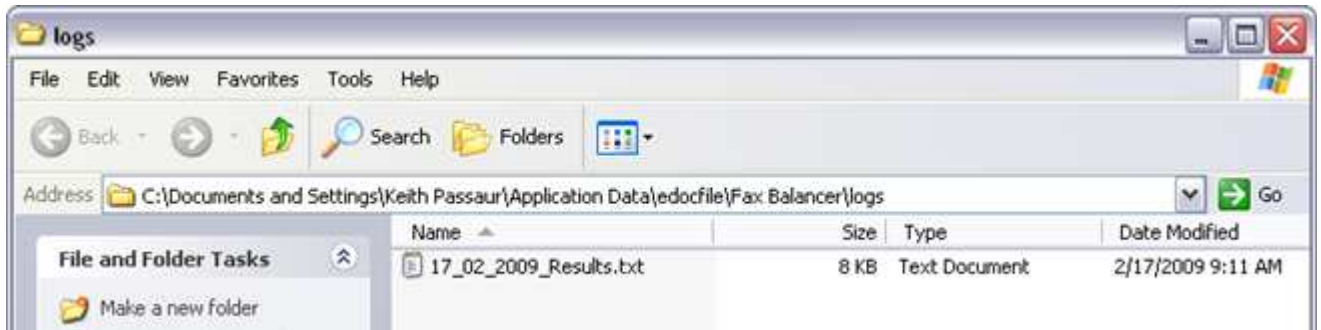 logs
File Edit View Favorites Tools Help
Back Search Folders
Address C:\Documents and Settings\Keith Passaur\Application Data\edocfile\Fax Balancer\logs Go
Name Size Type Date Modified
File and Folder Tasks
17_02_2009_Results.txt 8 KB Text Document 2/17/2009 9:11 AM
Make a new folder